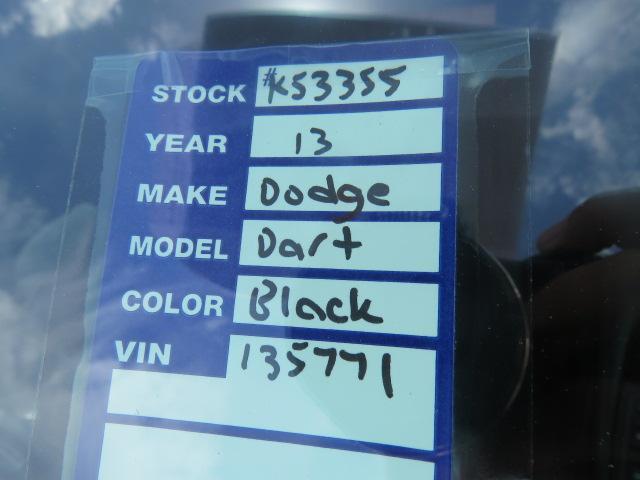 STOCK #K53355
YEAR 13
MAKE Dodge
MODEL Dart
COLOR Black
VIN 135771